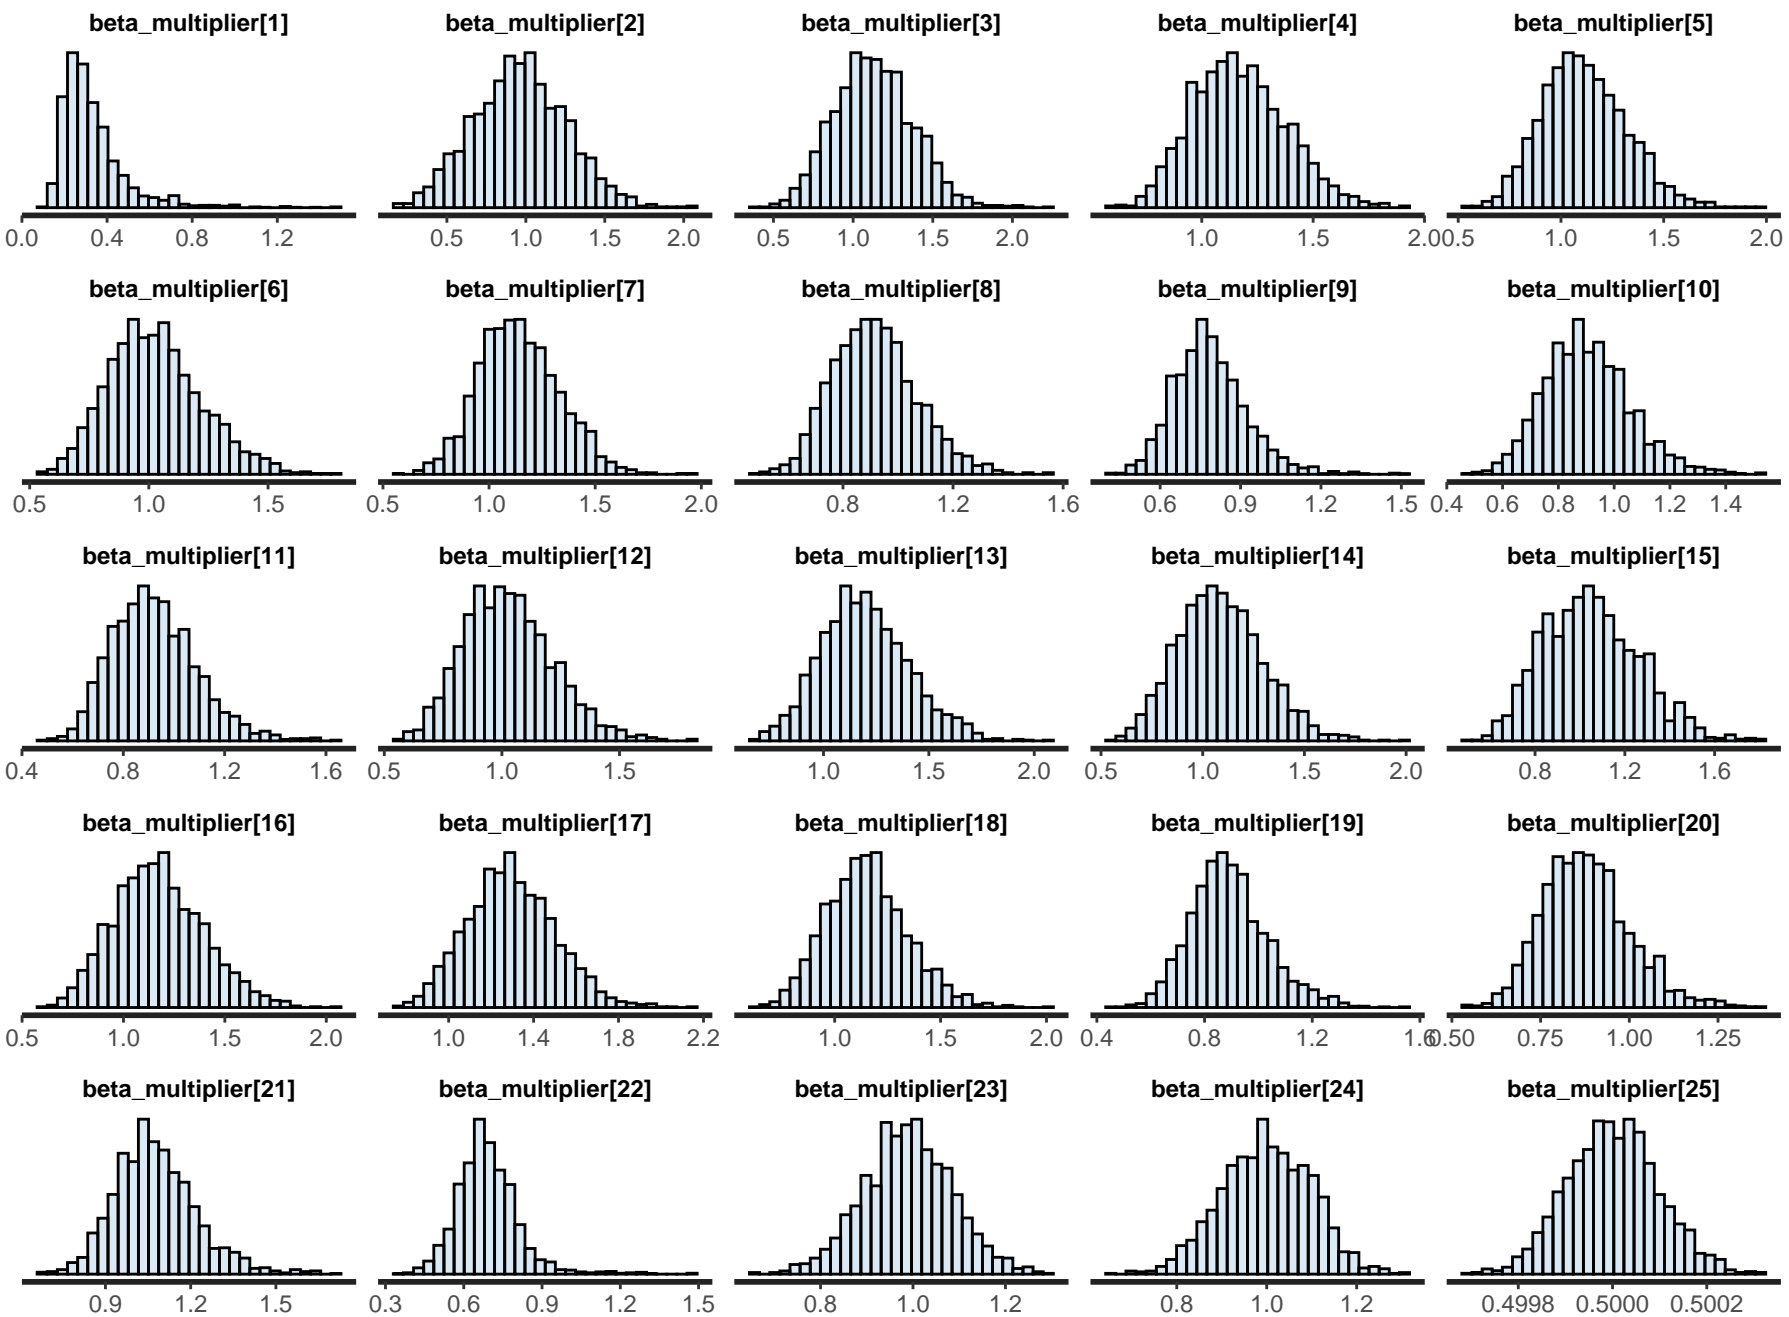 beta_multiplier[1] beta_multiplier[2] beta_multiplier[3] beta_multiplier[4] beta_multiplier[5]
0.0 0.4 0.8 1.2 0.5 1.0 1.5 2.0 0.5 1.0 1.5 2.0 1.0 1.5 2.0 0.5 1.0 1.5 2.0
beta_multiplier[6] beta_multiplier[7] beta_multiplier[8] beta_multiplier[9] beta_multiplier[10]
0.5 1.0 1.5 0.5 1.0 1.5 2.0 0.8 1.2 1.6 0.6 0.9 1.2 1.5 0.4 0.6 0.8 1.0 1.2 1.4
beta_multiplier[11] beta_multiplier[12] beta_multiplier[13] beta_multiplier[14] beta_multiplier[15]
0.4 0.8 1.2 1.6 0.5 1.0 1.5 1.0 1.5 2.0 0.5 1.0 1.5 2.0 0.8 1.2 1.6
beta_multiplier[16] beta_multiplier[17] beta_multiplier[18] beta_multiplier[19] beta_multiplier[20]
0.5 1.0 1.5 2.0 1.0 1.4 1.8 2.2 1.0 1.5 2.0 0.4 0.8 1.2 1.6 0.50 0.75 1.00 1.25
beta_multiplier[21] beta_multiplier[22] beta_multiplier[23] beta_multiplier[24] beta_multiplier[25]
0.9 1.2 1.5 0.3 0.6 0.9 1.2 1.5 0.8 1.0 1.2 0.8 1.0 1.2 0.4998 0.5000 0.5002